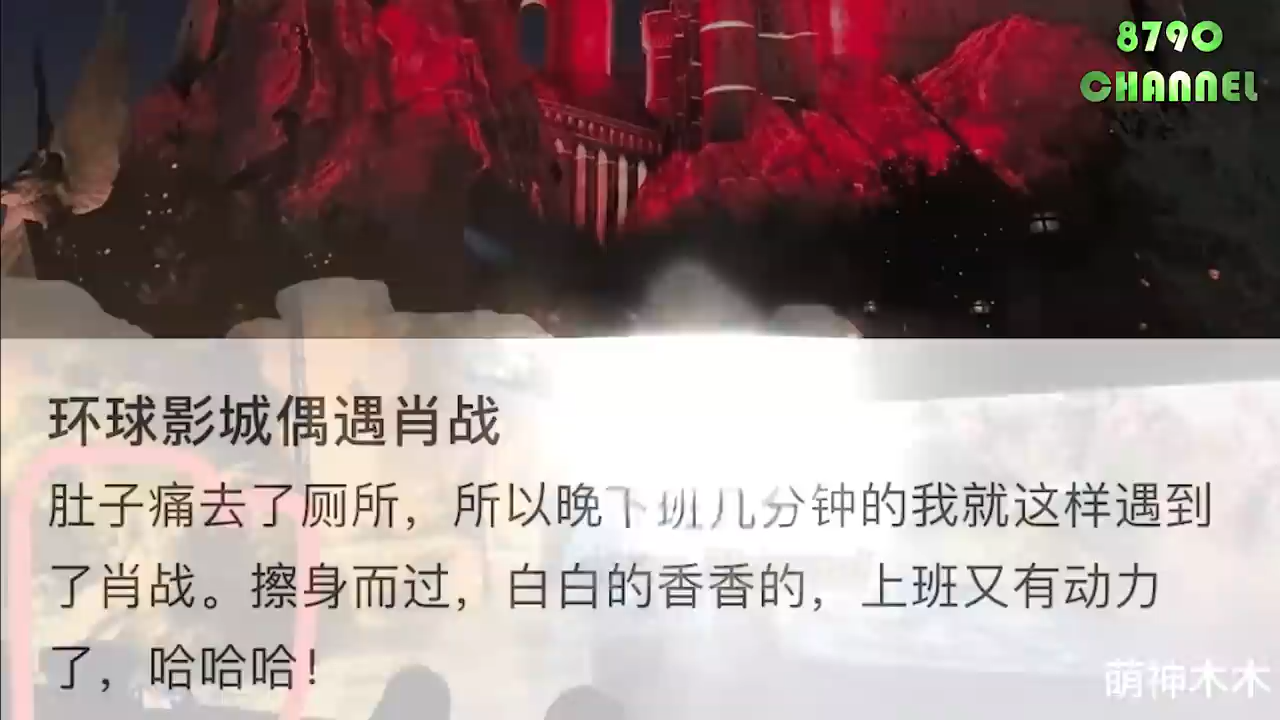 8790
CHANNEL
环球影城偶遇肖战
肚子痛去了厕所，所以晚下班几分钟的我就这样遇到
了肖战。擦身而过，白白的香香的，上班又有动力
了，哈哈哈！
萌神木木